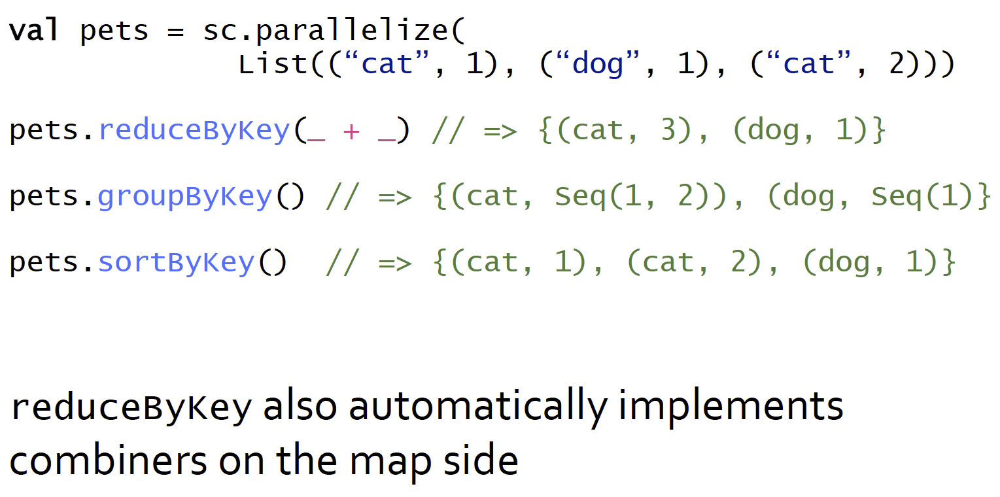 val pets = sc.parallelize(
List((“cat”, 1), (“dog”, 1), (“cat”, 2)))
pets.reduceByKey(_ + _) // => {(cat, 3), (dog, 1)}
pets.groupByKey() // => {(cat, Seq(1, 2)), (dog, Seq(1)}
pets.sortByKey() // => {(cat, 1), (cat, 2), (dog, 1)}
reduceByKey also automatically implements
combiners on the map side